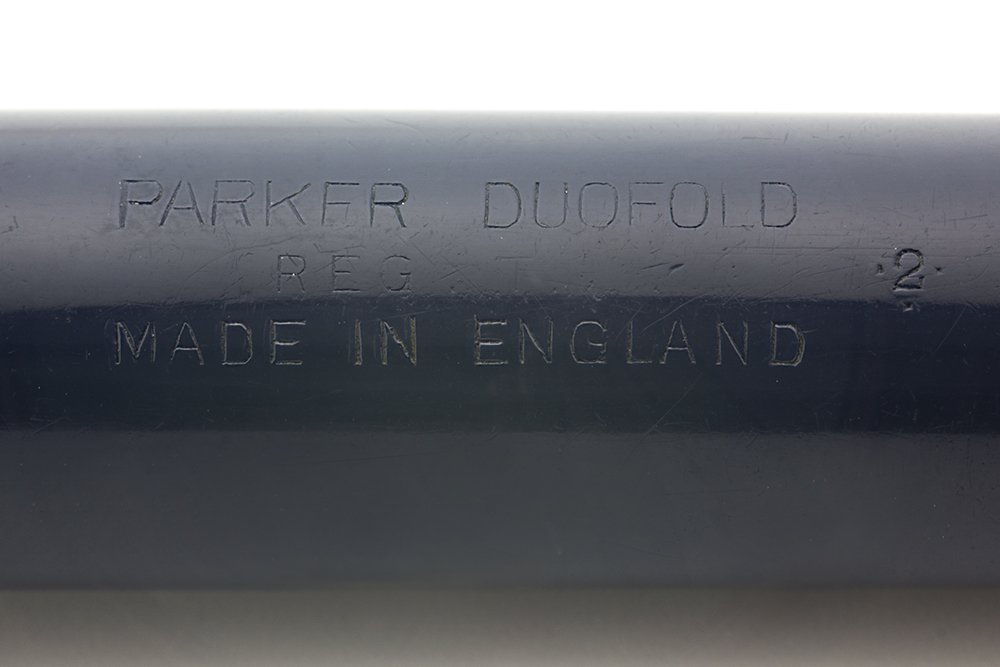 PARKER DUOFOLD
REG T 2
MADE IN ENGLAND